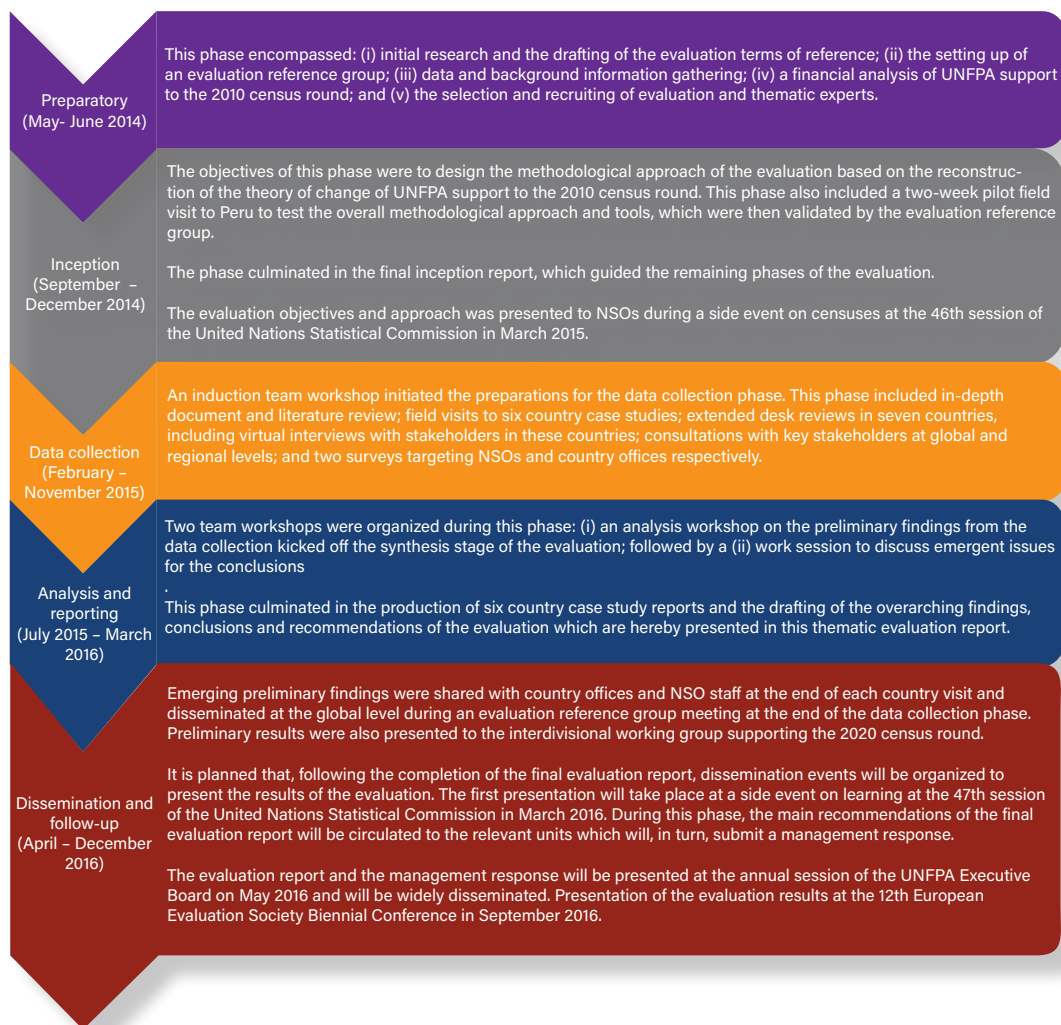 Preparatory
(May- June 2014)
This phase encompassed: (i) initial research and the drafting of the evaluation terms of reference; (ii) the setting up of
an evaluation reference group; (iii) data and background information gathering; (iv) a financial analysis of UNFPA support
to the 2010 census round; and (v) the selection and recruiting of evaluation and thematic experts.
Inception
(September –
December 2014)
The objectives of this phase were to design the methodological approach of the evaluation based on the reconstruc-
tion of the theory of change of UNFPA support to the 2010 census round. This phase also included a two-week pilot field
visit to Peru to test the overall methodological approach and tools, which were then validated by the evaluation reference
group.
The phase culminated in the final inception report, which guided the remaining phases of the evaluation.
The evaluation objectives and approach was presented to NSOs during a side event on censuses at the 46th session of
the United Nations Statistical Commission in March 2015.
Data collection
(February –
November 2015)
An induction team workshop initiated the preparations for the data collection phase. This phase included in-depth
document and literature review; field visits to six country case studies; extended desk reviews in seven countries,
including virtual interviews with stakeholders in these countries; consultations with key stakeholders at global and
regional levels; and two surveys targeting NSOs and country offices respectively.
Analysis and
reporting
(July 2015 – March
2016)
Two team workshops were organized during this phase: (i) an analysis workshop on the preliminary findings from the
data collection kicked off the synthesis stage of the evaluation; followed by a (ii) work session to discuss emergent issues
for the conclusions
.
This phase culminated in the production of six country case study reports and the drafting of the overarching findings,
conclusions and recommendations of the evaluation which are hereby presented in this thematic evaluation report.
Dissemination and
follow-up
(April – December
2016)
Emerging preliminary findings were shared with country offices and NSO staff at the end of each country visit and
disseminated at the global level during an evaluation reference group meeting at the end of the data collection phase.
Preliminary results were also presented to the interdivisional working group supporting the 2020 census round.
It is planned that, following the completion of the final evaluation report, dissemination events will be organized to
present the results of the evaluation. The first presentation will take place at a side event on learning at the 47th session
of the United Nations Statistical Commission in March 2016. During this phase, the main recommendations of the final
evaluation report will be circulated to the relevant units which will, in turn, submit a management response.
The evaluation report and the management response will be presented at the annual session of the UNFPA Executive
Board on May 2016 and will be widely disseminated. Presentation of the evaluation results at the 12th European
Evaluation Society Biennial Conference in September 2016.